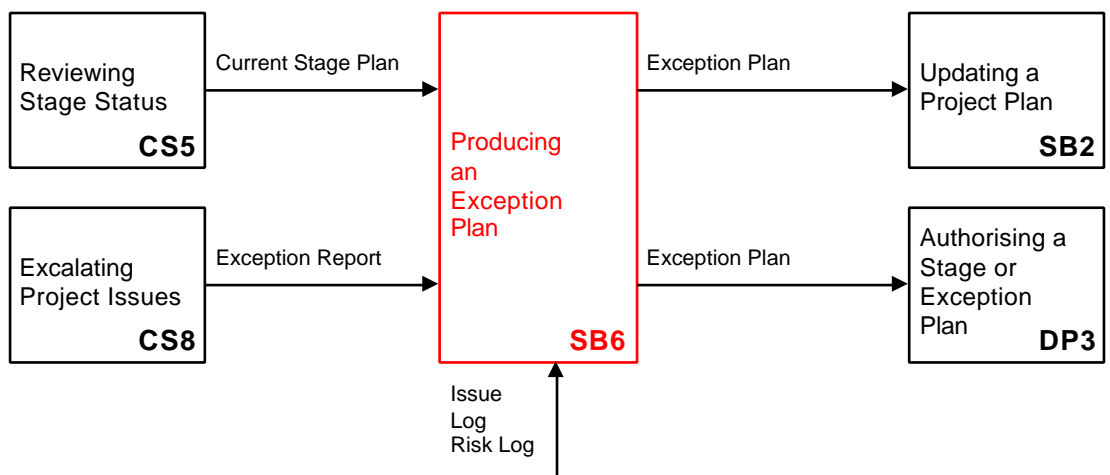 Reviewing
Stage Status
CS5
Current Stage Plan
Excalating
Project Issues
CS8
Exception Report
Producing
an
Exception
Plan
SB6
Issue
Log
Risk Log
Exception Plan
Updating a
Project Plan
SB2
Exception Plan
Authorising a
Stage or
Exception
Plan
DP3